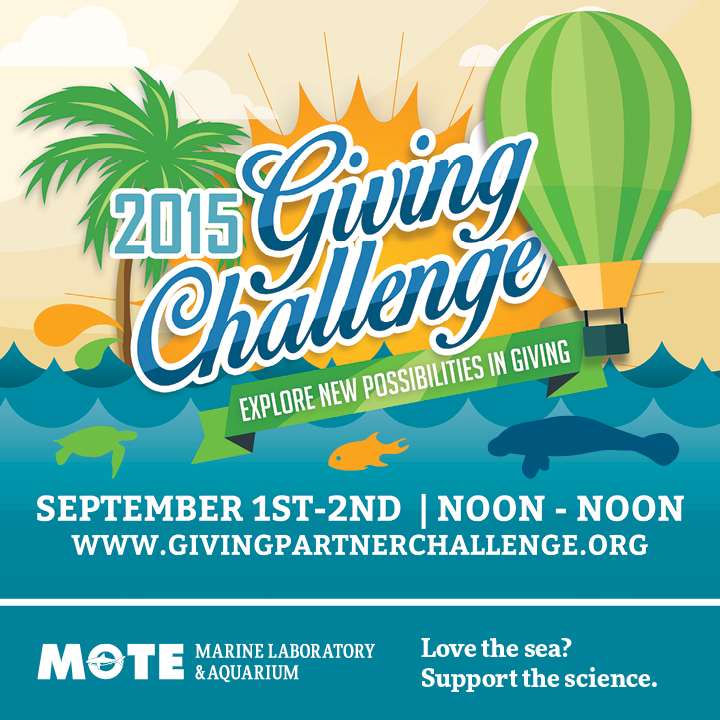 2015 Giving
Challenge
EXPLORE NEW POSSIBILITIES IN GIVING
SEPTEMBER 1ST-2ND | NOON - NOON
WWW.GIVINGPARTNERCHALLENGE.ORG
MOTE MARINE LABORATORY
& AQUARIUM
Love the sea?
Support the science.